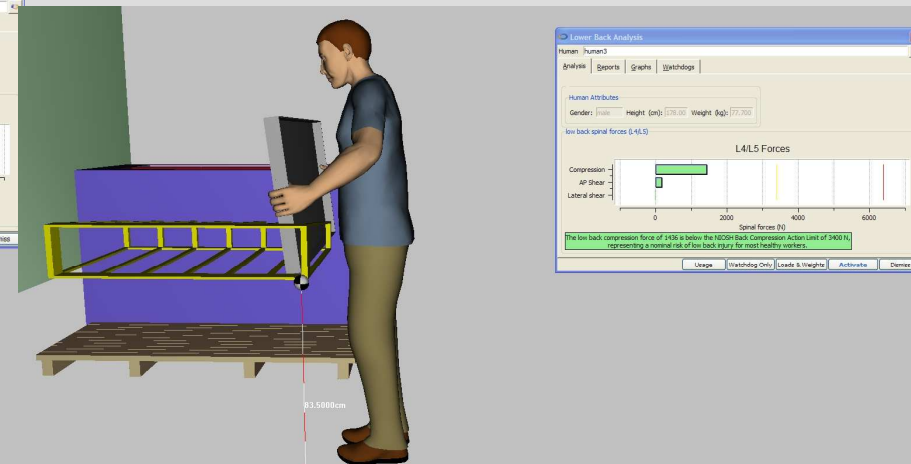 Lower Back Analysis
Human human3
Analysis Reports Graphs Watchdogs
Human Attributes
Gender: male Height (cm): 178.00 Weight (kg): 77.700
low back spinal forces (L4/L5)
L4/L5 Forces
Compression
AP Shear
Lateral shear
0 2000 4000 6000
Spinal forces (N)
The low back compression force of 1436 is below the NIOSH Back Compression Action Limit of 3400 N,
representing a nominal risk of low back injury for most healthy workers.
Usage Watchdog Only Loads & Weights Activate Dismiss
83.5800cm